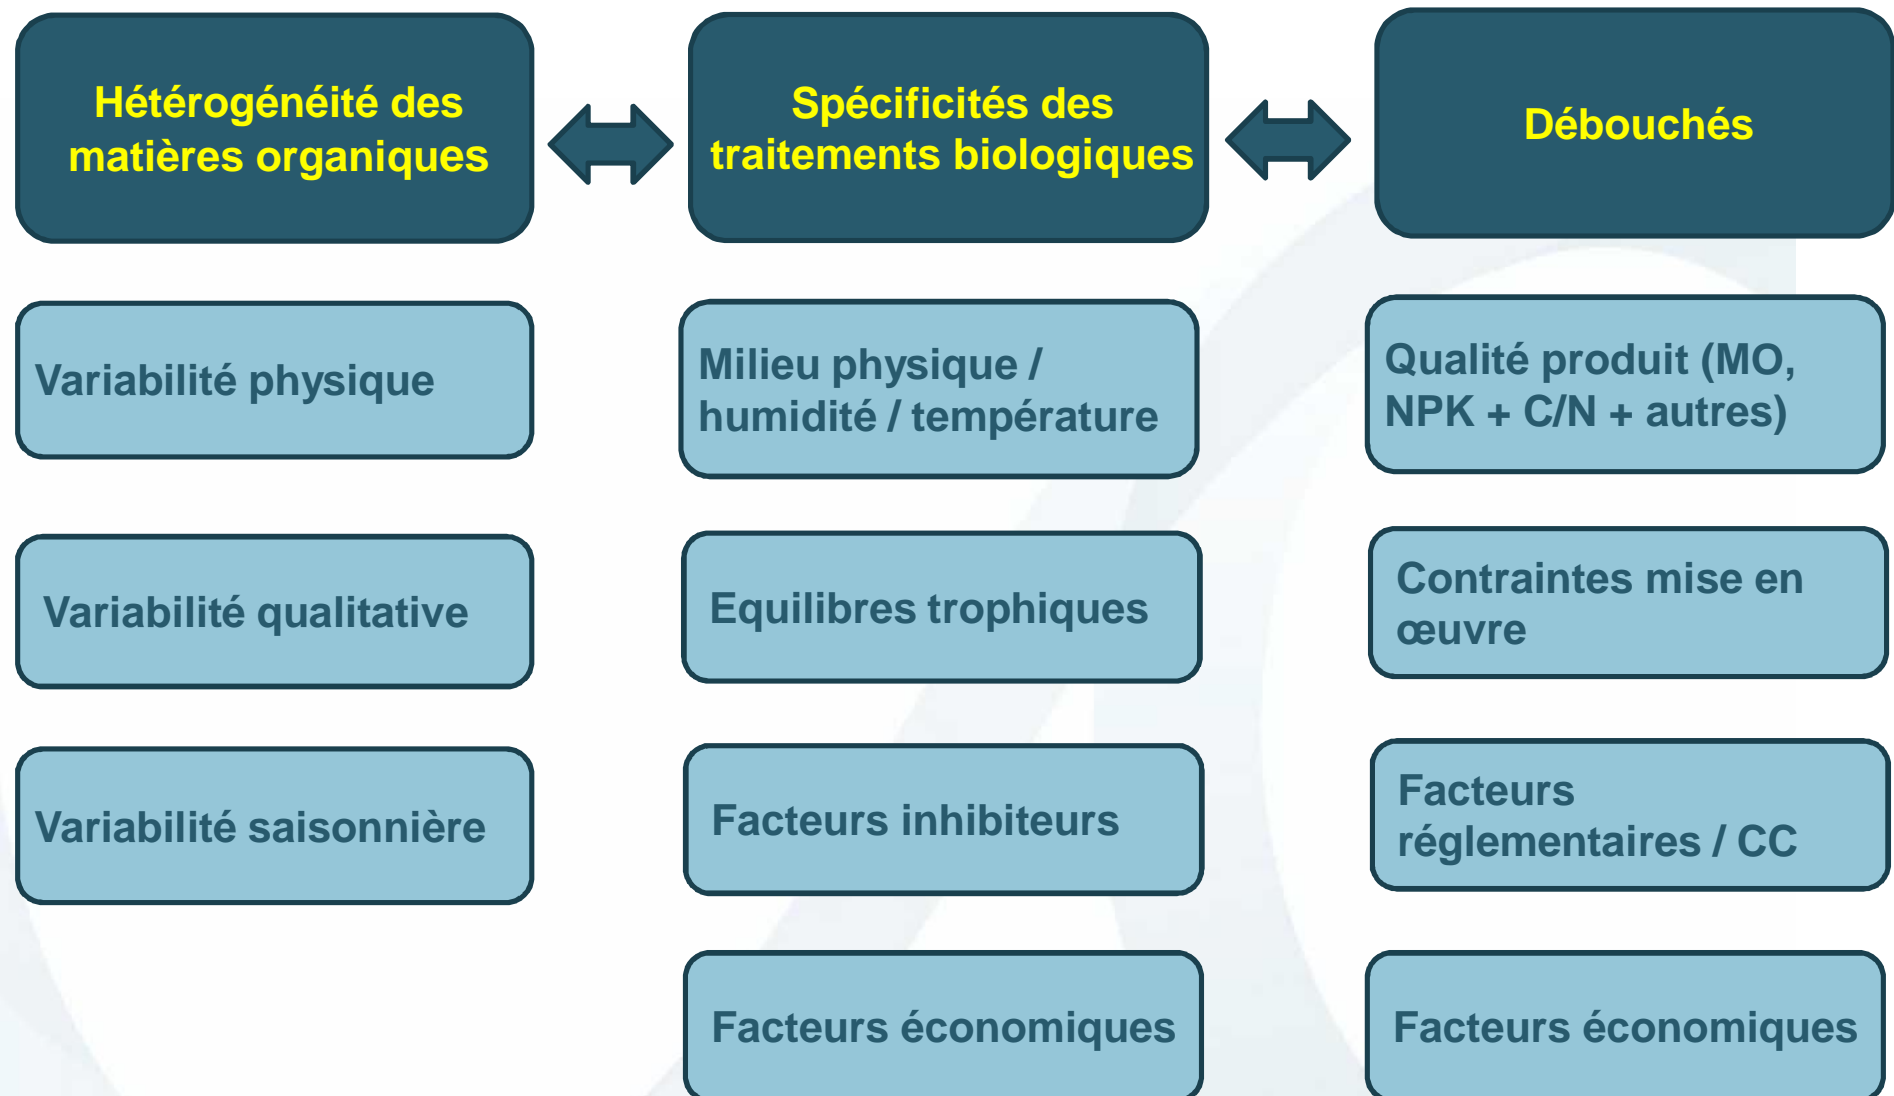 Hétérogénéité des
matières organiques
Spécificités des
traitements biologiques
Débouchés
Variabilité physique
Milieu physique /
humidité / température
Qualité produit (MO,
NPK + C/N + autres)
Variabilité qualitative
Equilibres trophiques
Contraintes mise en
œuvre
Variabilité saisonnière
Facteurs inhibiteurs
Facteurs
réglementaires / CC
Facteurs économiques
Facteurs économiques